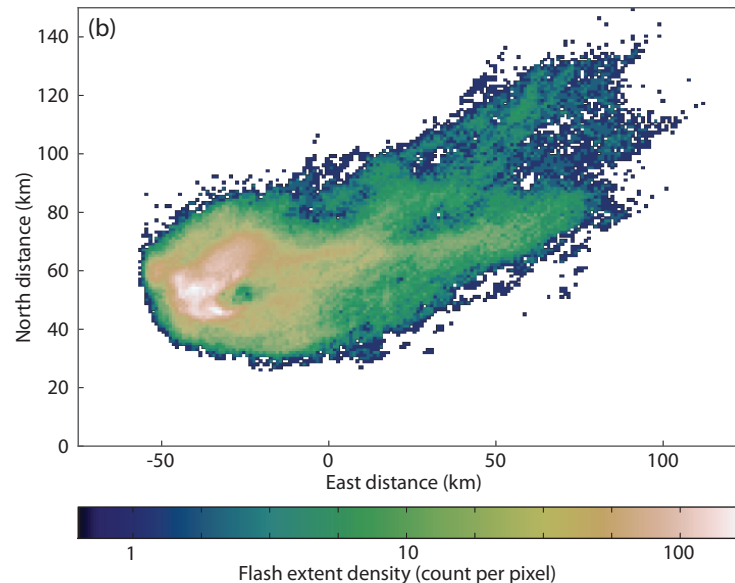 (b)
140
120
100
80
60
40
20
0
North distance (km)
-50 0 50 100
East distance (km)
1 10 100
Flash extent density (count per pixel)